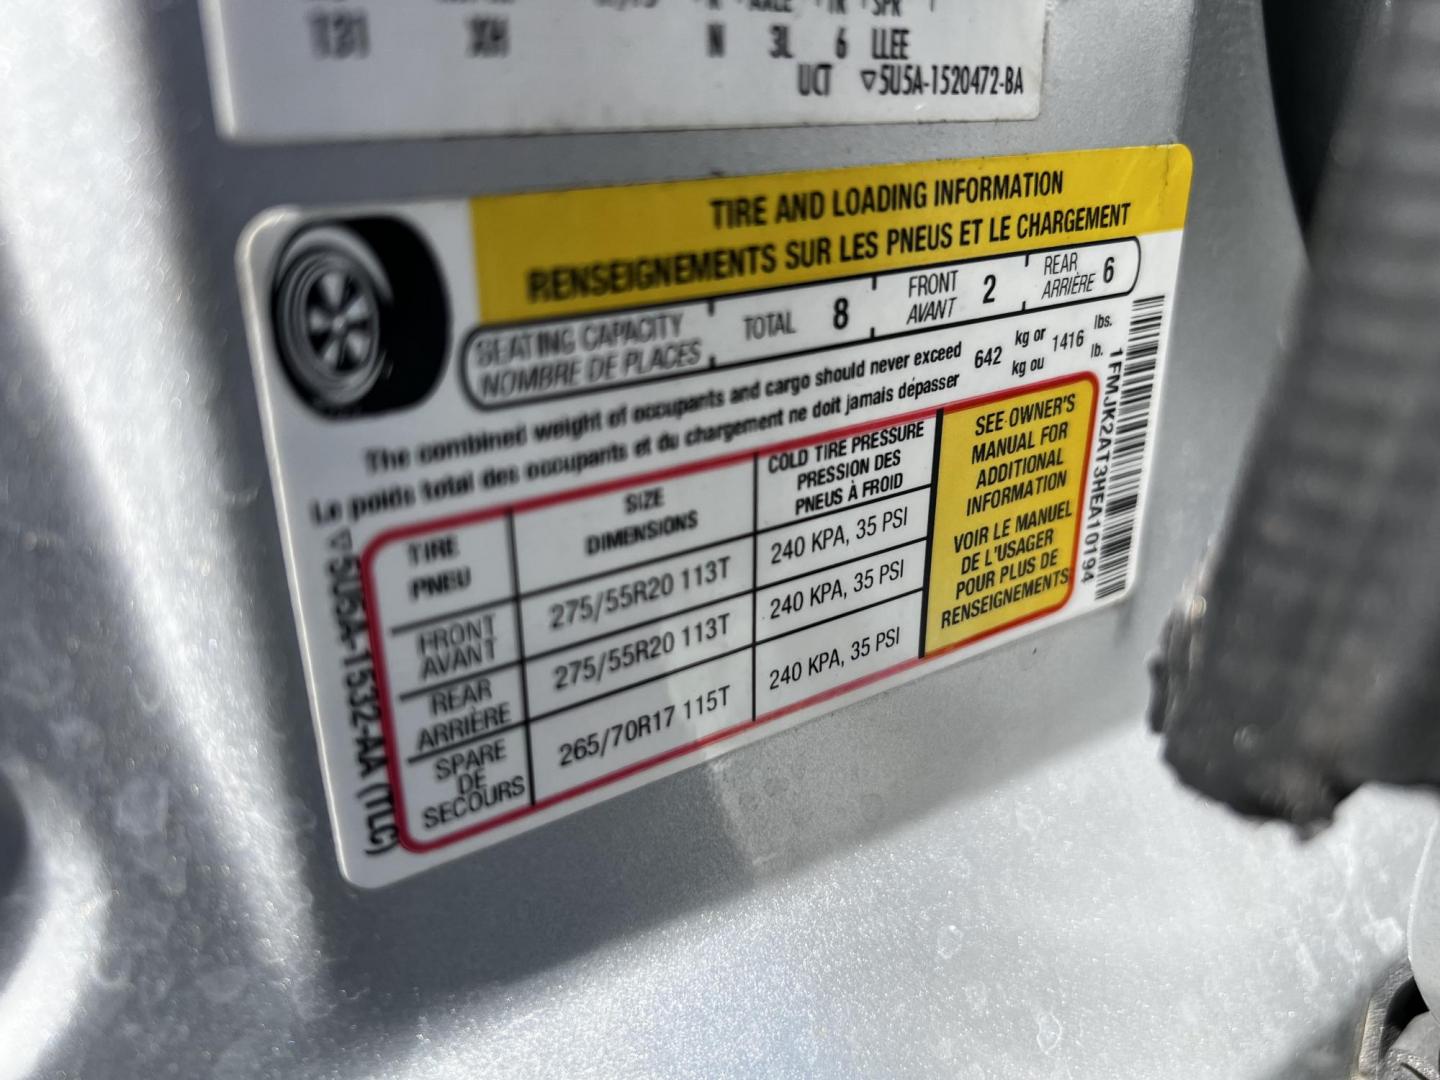 R AXLE TR SPR
T31 XH N 3L 6 LLEE
UCT ▽5U5A-1520472-BA
TIRE AND LOADING INFORMATION
RENSEIGNEMENTS SUR LES PNEUS ET LE CHARGEMENT
SEATING CAPACITY TOTAL 8 FRONT 2 REAR 6
NOMBRE DE PLACES AVANT ARRIÈRE
The combined weight of occupants and cargo should never exceed 642 kg or 1416 lbs.
Le poids total des occupants et du chargement ne doit jamais dépasser kg ou lb.
TIRE SIZE COLD TIRE PRESSURE
PNEU DIMENSIONS PRESSION DES
PNEUS À FROID
FRONT 275/55R20 113T 240 KPA, 35 PSI
AVANT
REAR 275/55R20 113T 240 KPA, 35 PSI
ARRIÈRE
SPARE 265/70R17 115T 240 KPA, 35 PSI
DE
SECOURS
SEE OWNER'S
MANUAL FOR
ADDITIONAL
INFORMATION
VOIR LE MANUEL
DE L'USAGER
POUR PLUS DE
RENSEIGNEMENTS
1FMJK2AT3HEA10194
▽5U5A-1532-AA (TLC)